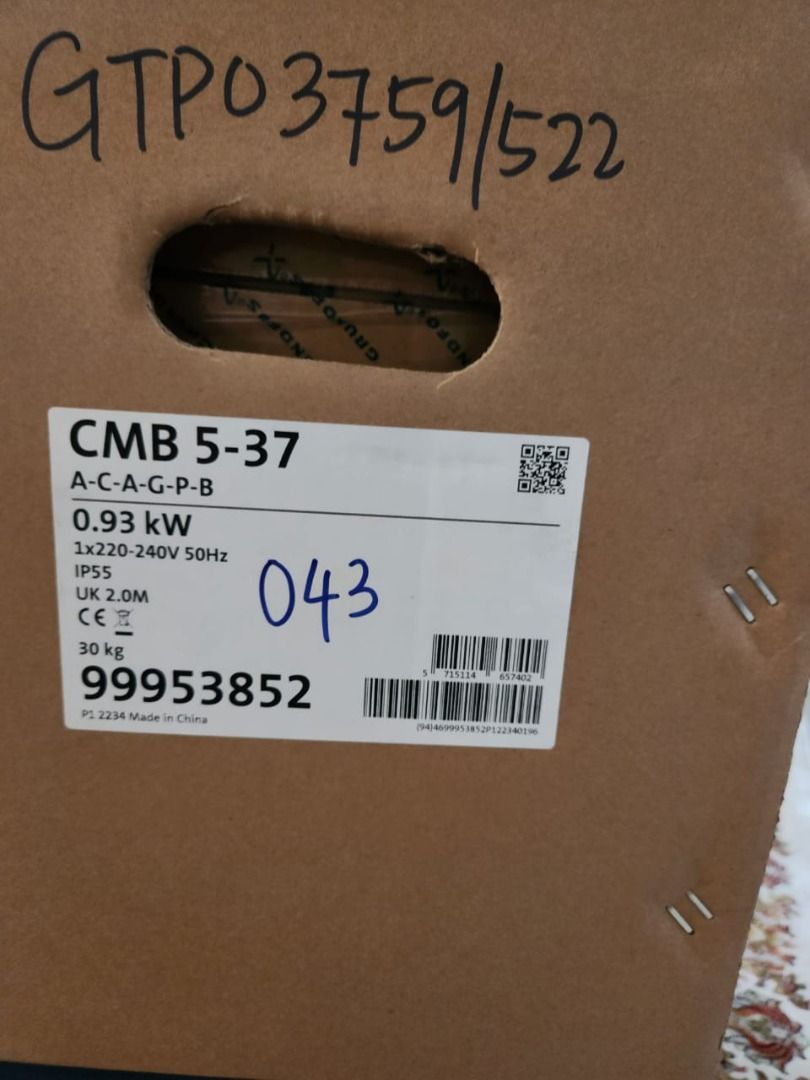 GTP03759/522
GRUNDFOS
CMB 5-37
A-C-A-G-P-B
0.93 kW
1x220-240V 50Hz
IP55
UK 2.0M
CE
043
30 kg
5 715114 657402
99953852
P1 2234 Made in China
(94)4699953852P122340196